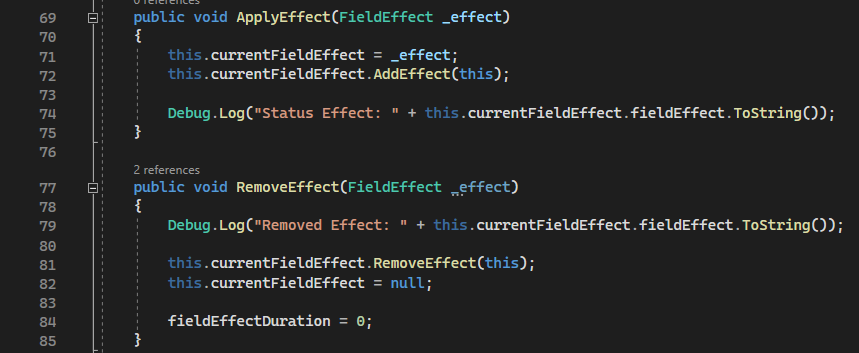 0 references
69 public void ApplyEffect(FieldEffect _effect)
70 {
71 this.currentFieldEffect = _effect;
72 this.currentFieldEffect.AddEffect(this);
73
74 Debug.Log("Status Effect: " + this.currentFieldEffect.fieldEffect.ToString());
75 }
76
2 references
77 public void RemoveEffect(FieldEffect _effect)
78 {
79 Debug.Log("Removed Effect: " + this.currentFieldEffect.fieldEffect.ToString());
80
81 this.currentFieldEffect.RemoveEffect(this);
82 this.currentFieldEffect = null;
83
84 fieldEffectDuration = 0;
85 }